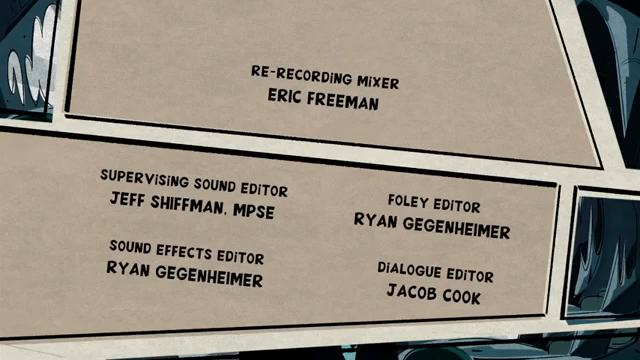 RE-RECORDING MIXER
ERIC FREEMAN
SUPERVISING SOUND EDITOR
JEFF SHIFFMAN, MPSE
SOUND EFFECTS EDITOR
RYAN GEGENHEIMER
FOLEY EDITOR
RYAN GEGENHEIMER
DIALOGUE EDITOR
JACOB COOK